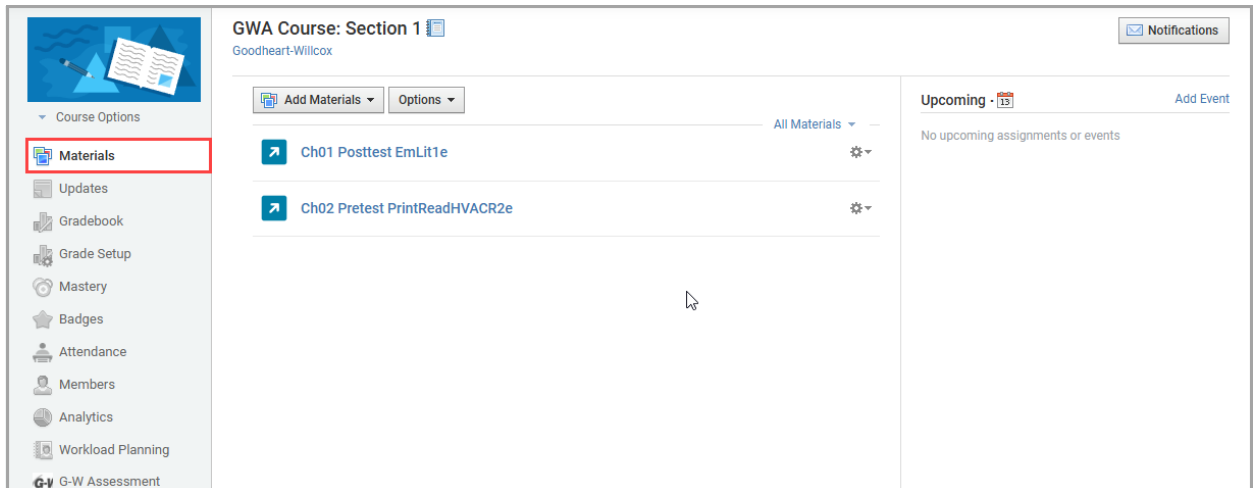 GWA Course: Section 1
Goodheart-Willcox
Notifications
Course Options
Materials
Updates
Gradebook
Grade Setup
Mastery
Badges
Attendance
Members
Analytics
Workload Planning
G-W G-W Assessment
Add Materials Options
All Materials
Ch01 Posttest EmLit1e
Ch02 Pretest PrintReadHVACR2e
Upcoming · 13 Add Event
No upcoming assignments or events